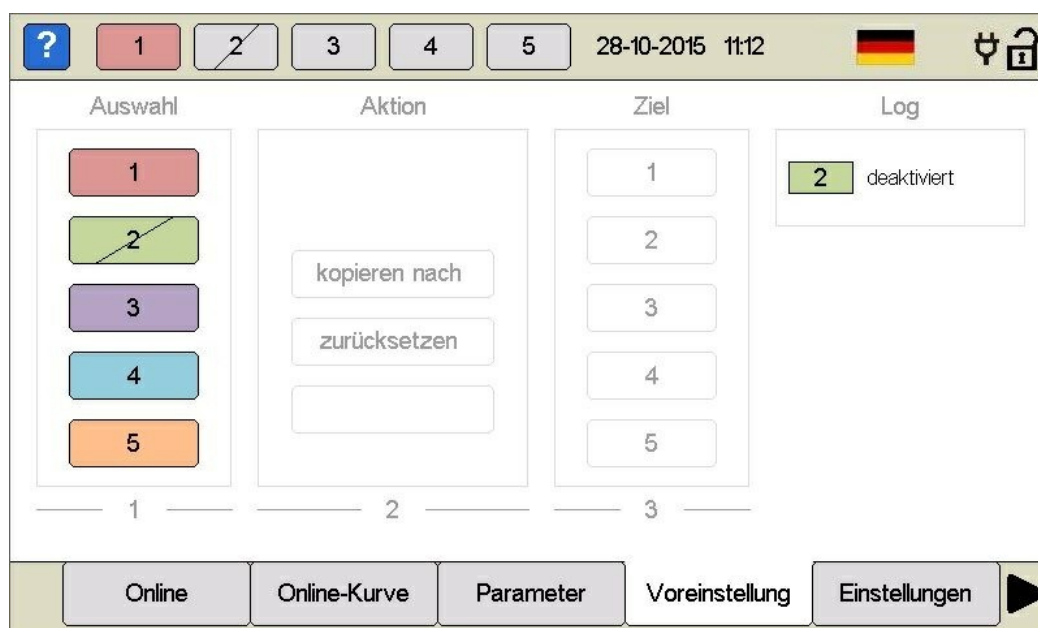 ? 1 2 3 4 5 28-10-2015 11:12
Auswahl Aktion Ziel Log
1 1 2 deaktiviert
2 2
kopieren nach
3 3
zurücksetzen
4 4
5 5
1 2 3
Online Online-Kurve Parameter Voreinstellung Einstellungen